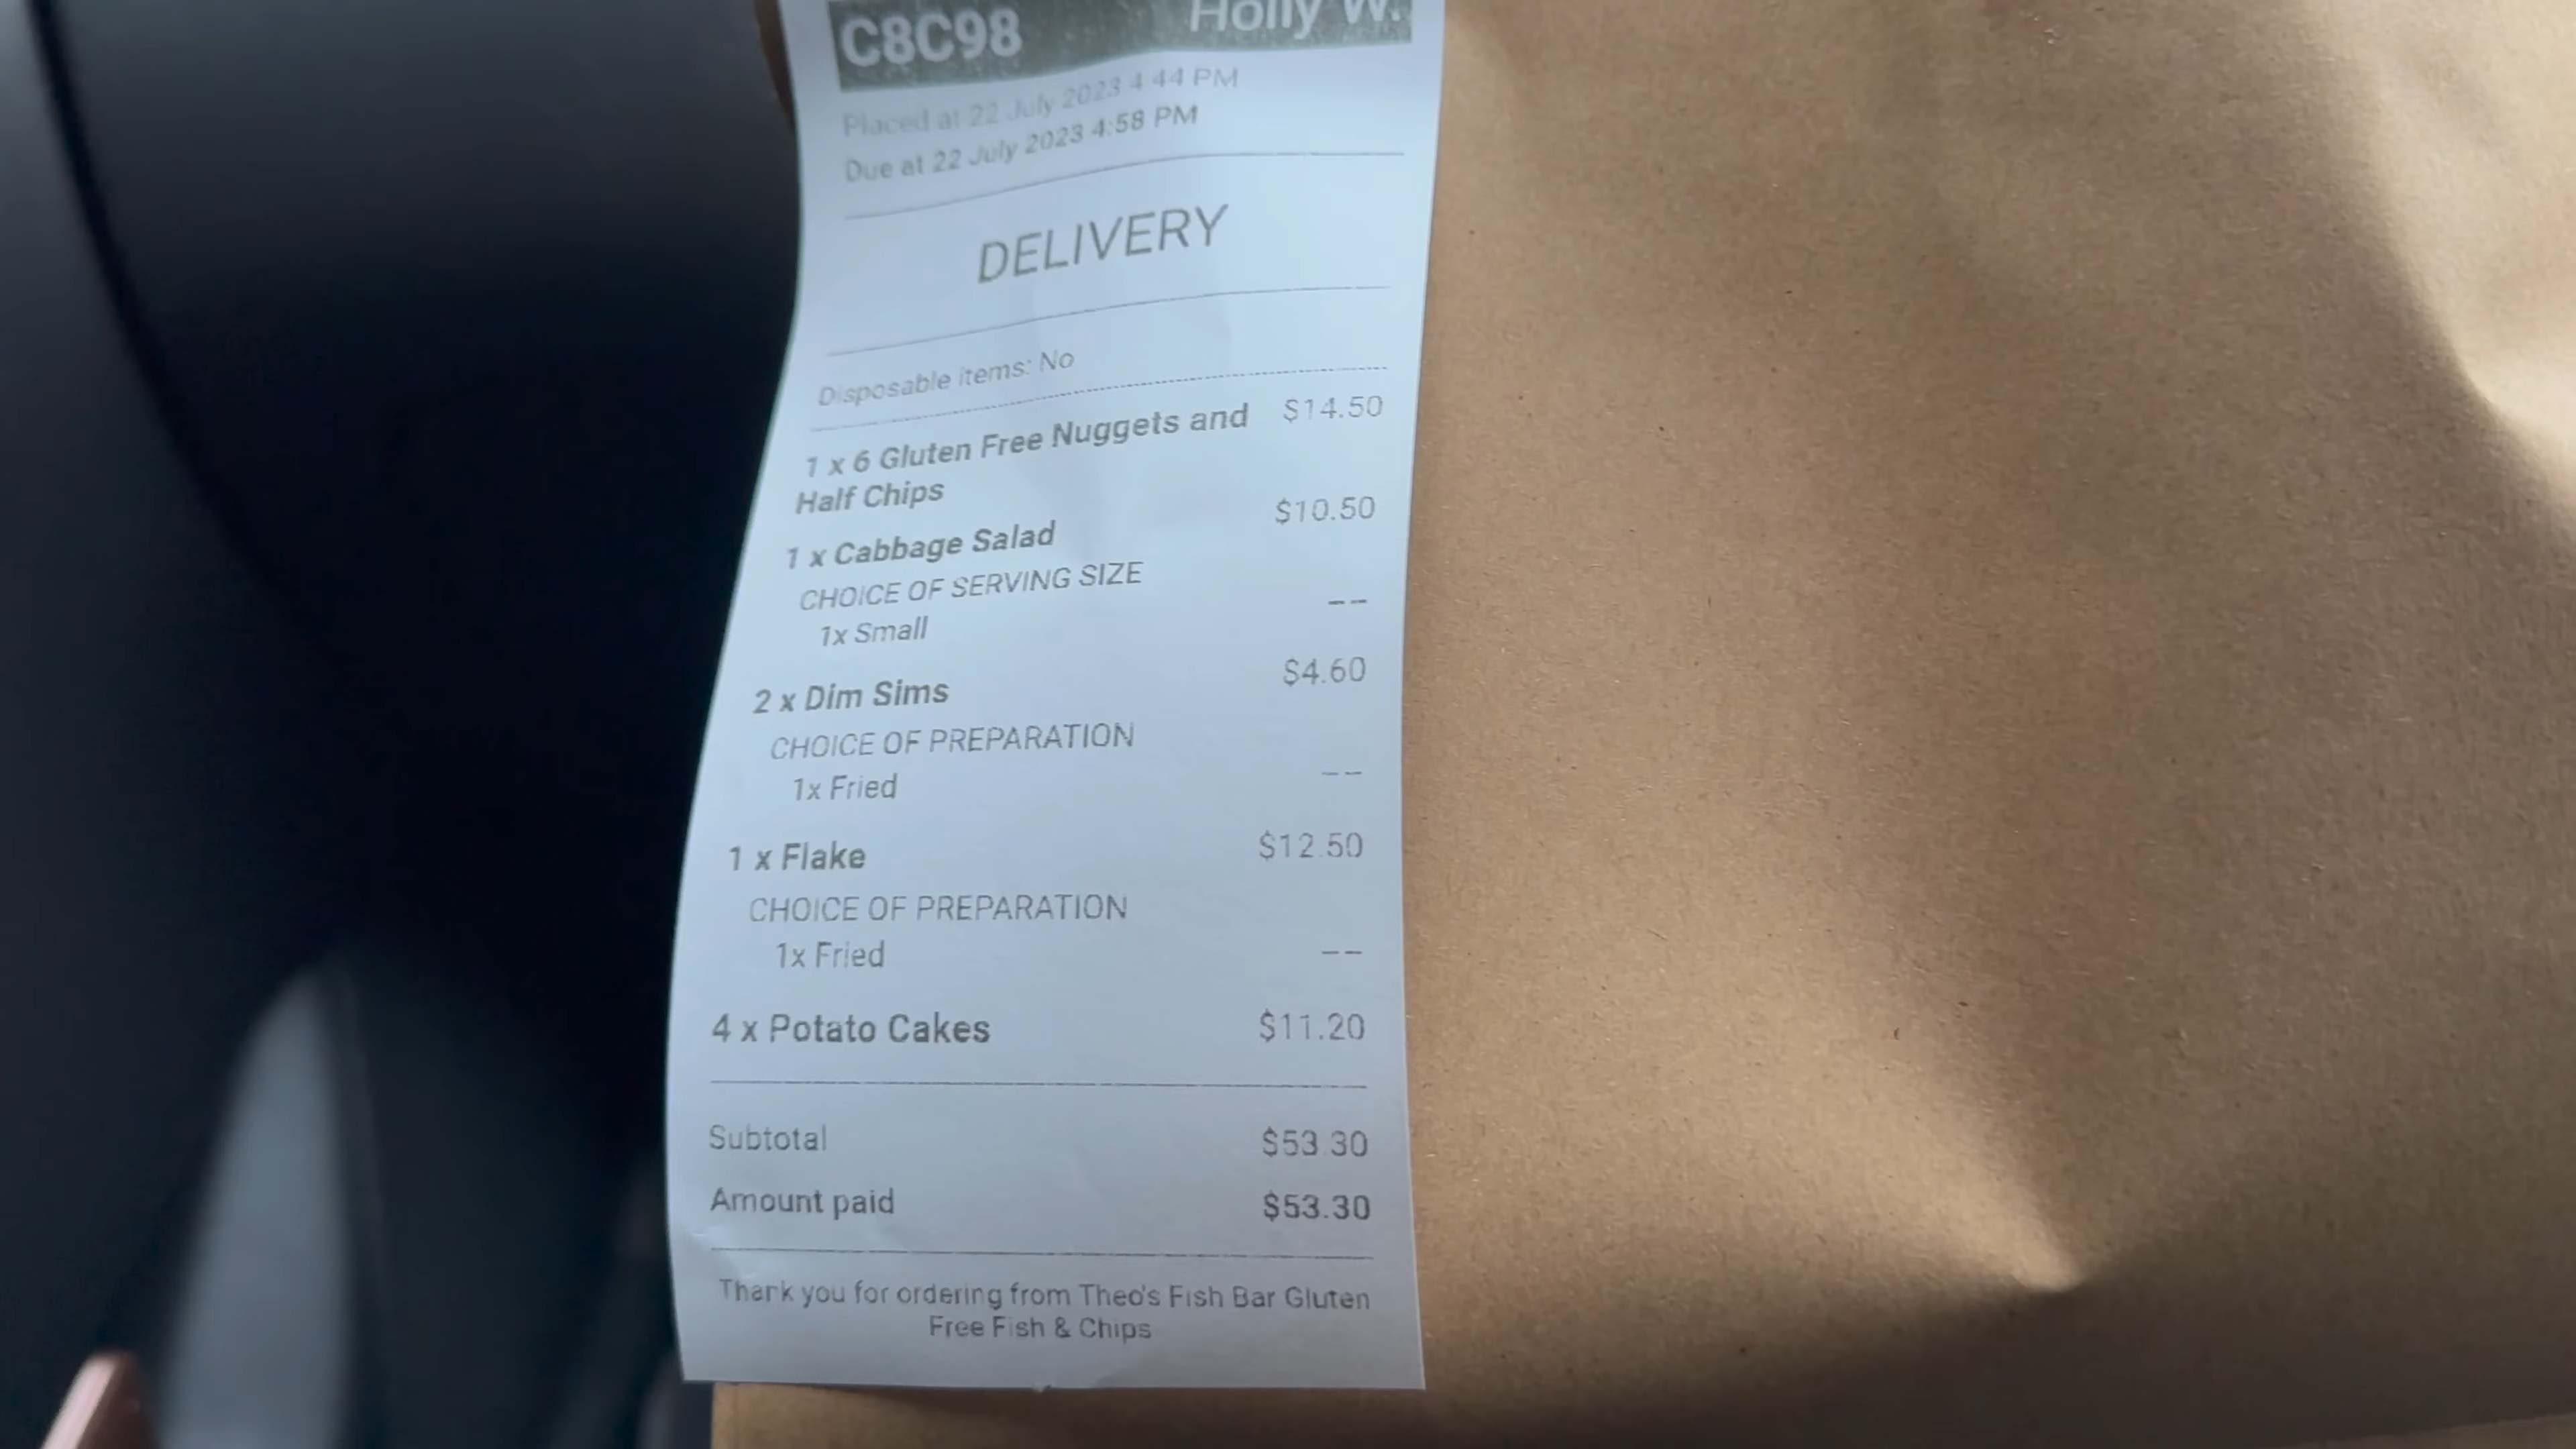 C8C98 Holly W.
Placed at 22 July 2023 4 44 PM
Due at 22 July 2023 4:58 PM
DELIVERY
Disposable items: No
1 x 6 Gluten Free Nuggets and $14.50
Half Chips
1 x Cabbage Salad $10.50
CHOICE OF SERVING SIZE
1x Small --
2 x Dim Sims $4.60
CHOICE OF PREPARATION
1x Fried --
1 x Flake $12.50
CHOICE OF PREPARATION
1x Fried --
4 x Potato Cakes $11.20
Subtotal $53.30
Amount paid $53.30
Thank you for ordering from Theo's Fish Bar Gluten
Free Fish & Chips